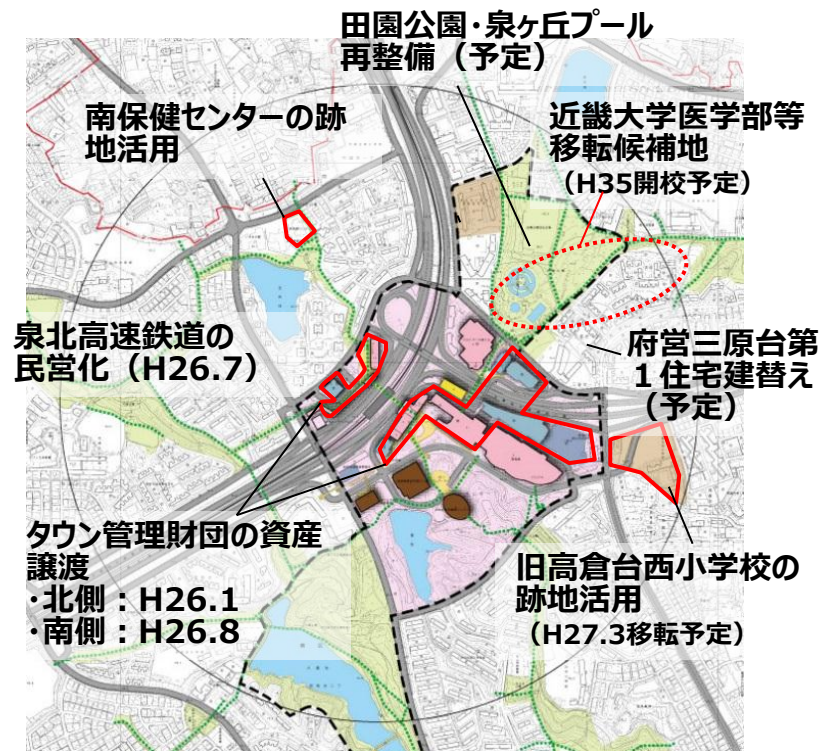 田園公園・泉ヶ丘プール
再整備（予定）
南保健センターの跡
地活用
近畿大学医学部等
移転候補地
（H35開校予定）
泉北高速鉄道の
民営化（H26.7）
府営三原台第
１住宅建替え
（予定）
タウン管理財団の資産
譲渡
・北側：H26.1
・南側：H26.8
旧高倉台西小学校の
跡地活用
（H27.3移転予定）